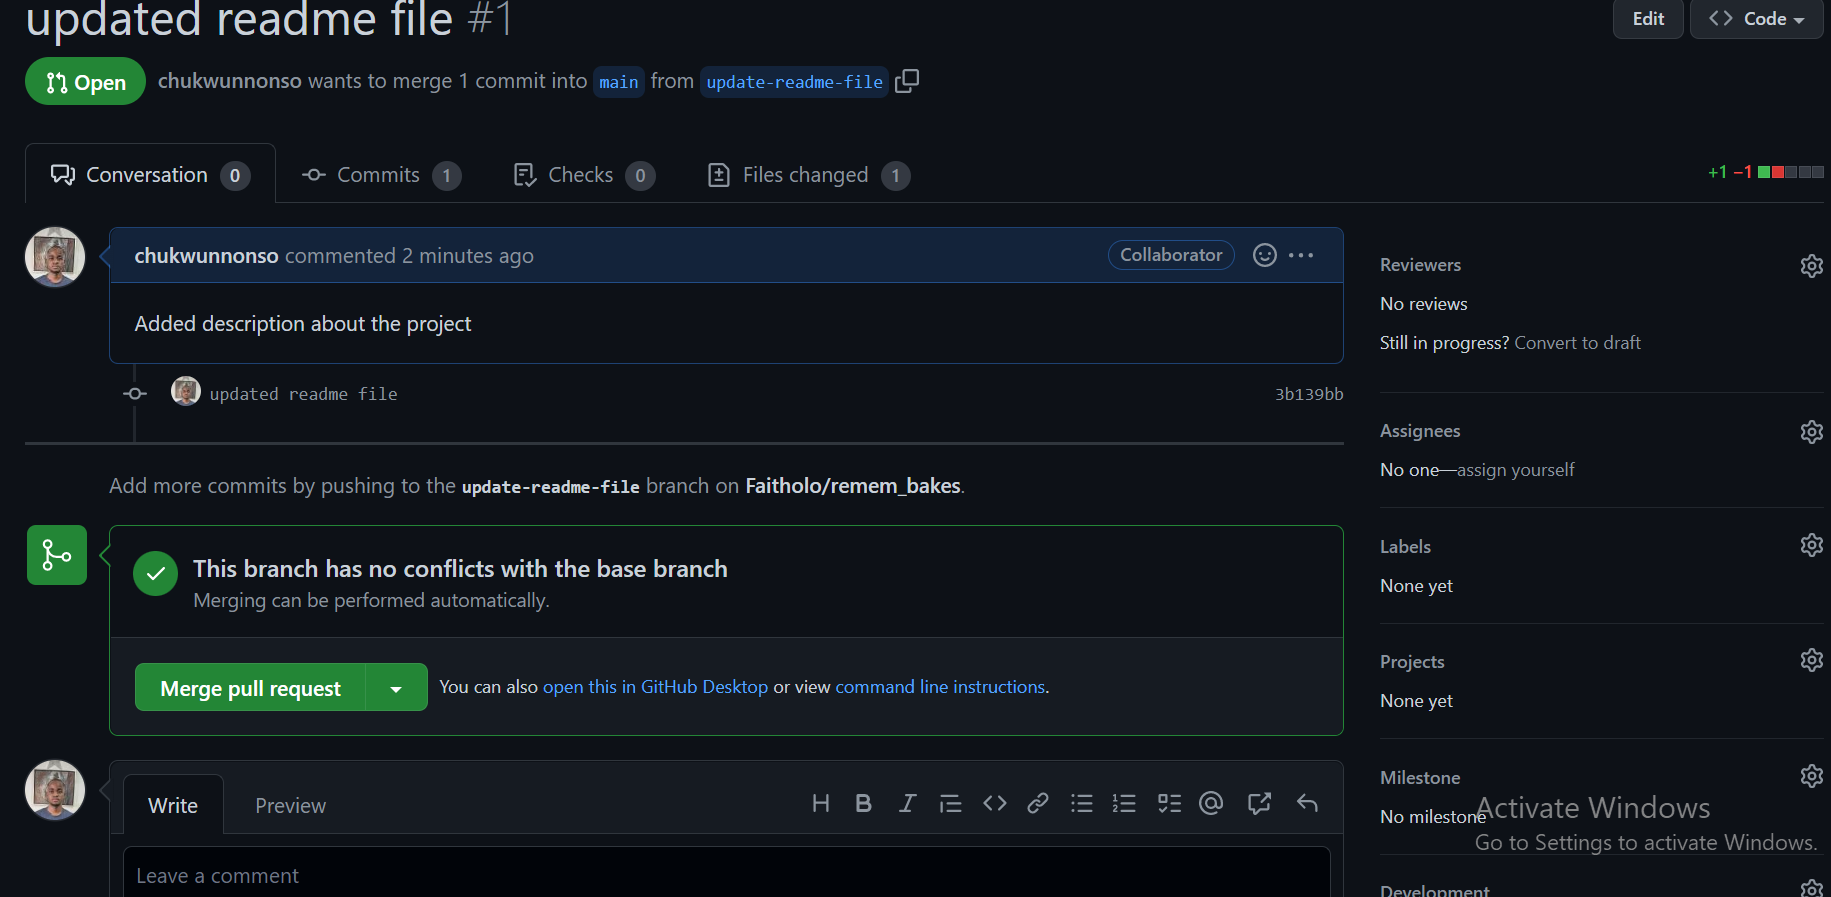 updated readme file #1
Edit
Code
Open
chukwunnonso wants to merge 1 commit into main from update-readme-file
Conversation 0
Commits 1
Checks 0
Files changed 1
+1 −1
chukwunnonso commented 2 minutes ago
Collaborator
Added description about the project
updated readme file
3b139bb
Add more commits by pushing to the update-readme-file branch on Faitholo/remem_bakes.
This branch has no conflicts with the base branch
Merging can be performed automatically.
Merge pull request
You can also open this in GitHub Desktop or view command line instructions.
Write
Preview
Leave a comment
Reviewers
No reviews
Still in progress? Convert to draft
Assignees
No one—assign yourself
Labels
None yet
Projects
None yet
Milestone
No milestone
Activate Windows
Go to Settings to activate Windows.
Development